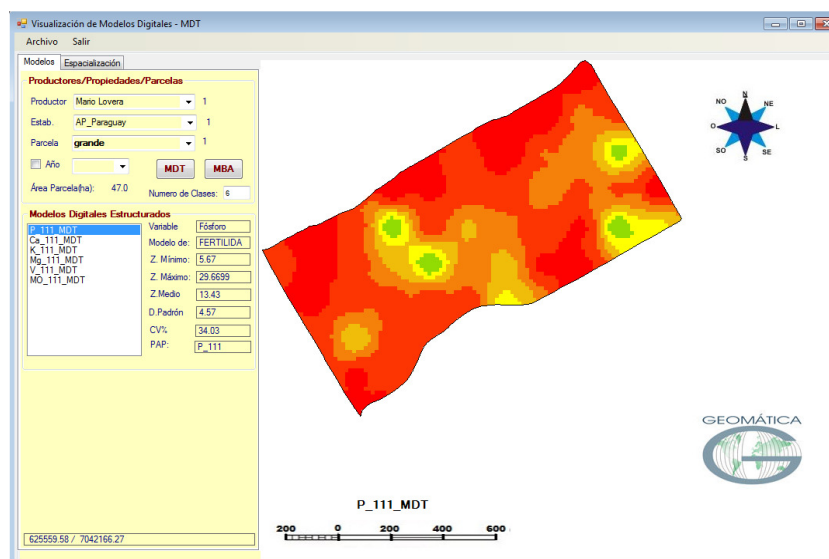 Visualización de Modelos Digitales - MDT
Archivo Salir
Modelos Espacialización
Productores/Propiedades/Parcelas
Productor Mario Lovera 1
Estab. AP_Paraguay 1
Parcela grande 1
Año MDT MBA
Área Parcela(ha): 47.0 Numero de Clases: 6
Modelos Digitales Estructurados
P_111_MDT
Ca_111_MDT
K_111_MDT
Mg_111_MDT
V_111_MDT
MO_111_MDT
Variable Fósforo
Modelo de: FERTILIDA
Z. Mínimo: 5.67
Z. Máximo: 29.6699
Z.Medio 13.43
D.Padrón 4.57
CV% 34.03
PAP: P_111
N
NO NE
O L
SO SE
S
GEOMÁTICA
G
P_111_MDT
200 0 200 400 600
625559.58 / 7042166.27